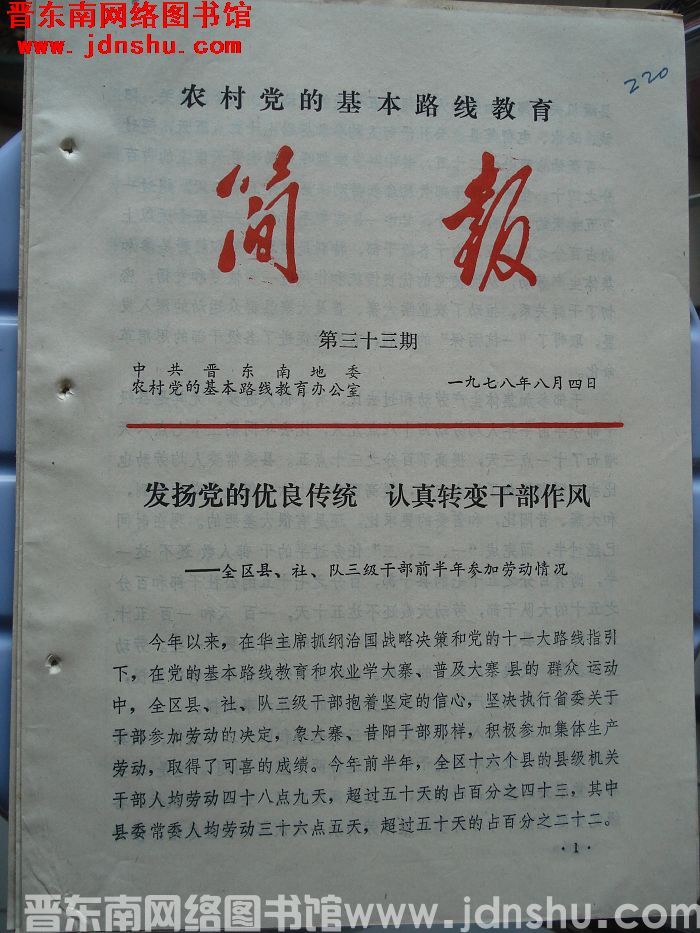 晋东南网络图书馆
www.jdnshu.com
220
农村党的基本路线教育
简报
第三十三期
中共晋东南地委
农村党的基本路线教育办公室
一九七八年八月四日
发扬党的优良传统 认真转变干部作风
——全区县、社、队三级干部前半年参加劳动情况
今年以来，在华主席抓纲治国战略决策和党的十一大路线指引
下，在党的基本路线教育和农业学大寨、普及大寨县的群众运动
中，全区县、社、队三级干部抱着坚定的信心，坚决执行省委关于
干部参加劳动的决定，象大寨、昔阳干部那样，积极参加集体生产
劳动，取得了可喜的成绩。今年前半年，全区十六个县的县级机关
干部人均劳动四十八点九天，超过五十天的占百分之四十三，其中
县委常委人均劳动三十六点五天，超过五十天的占百分之二十二。
·1·
晋东南网络图书馆www.jdnshu.com